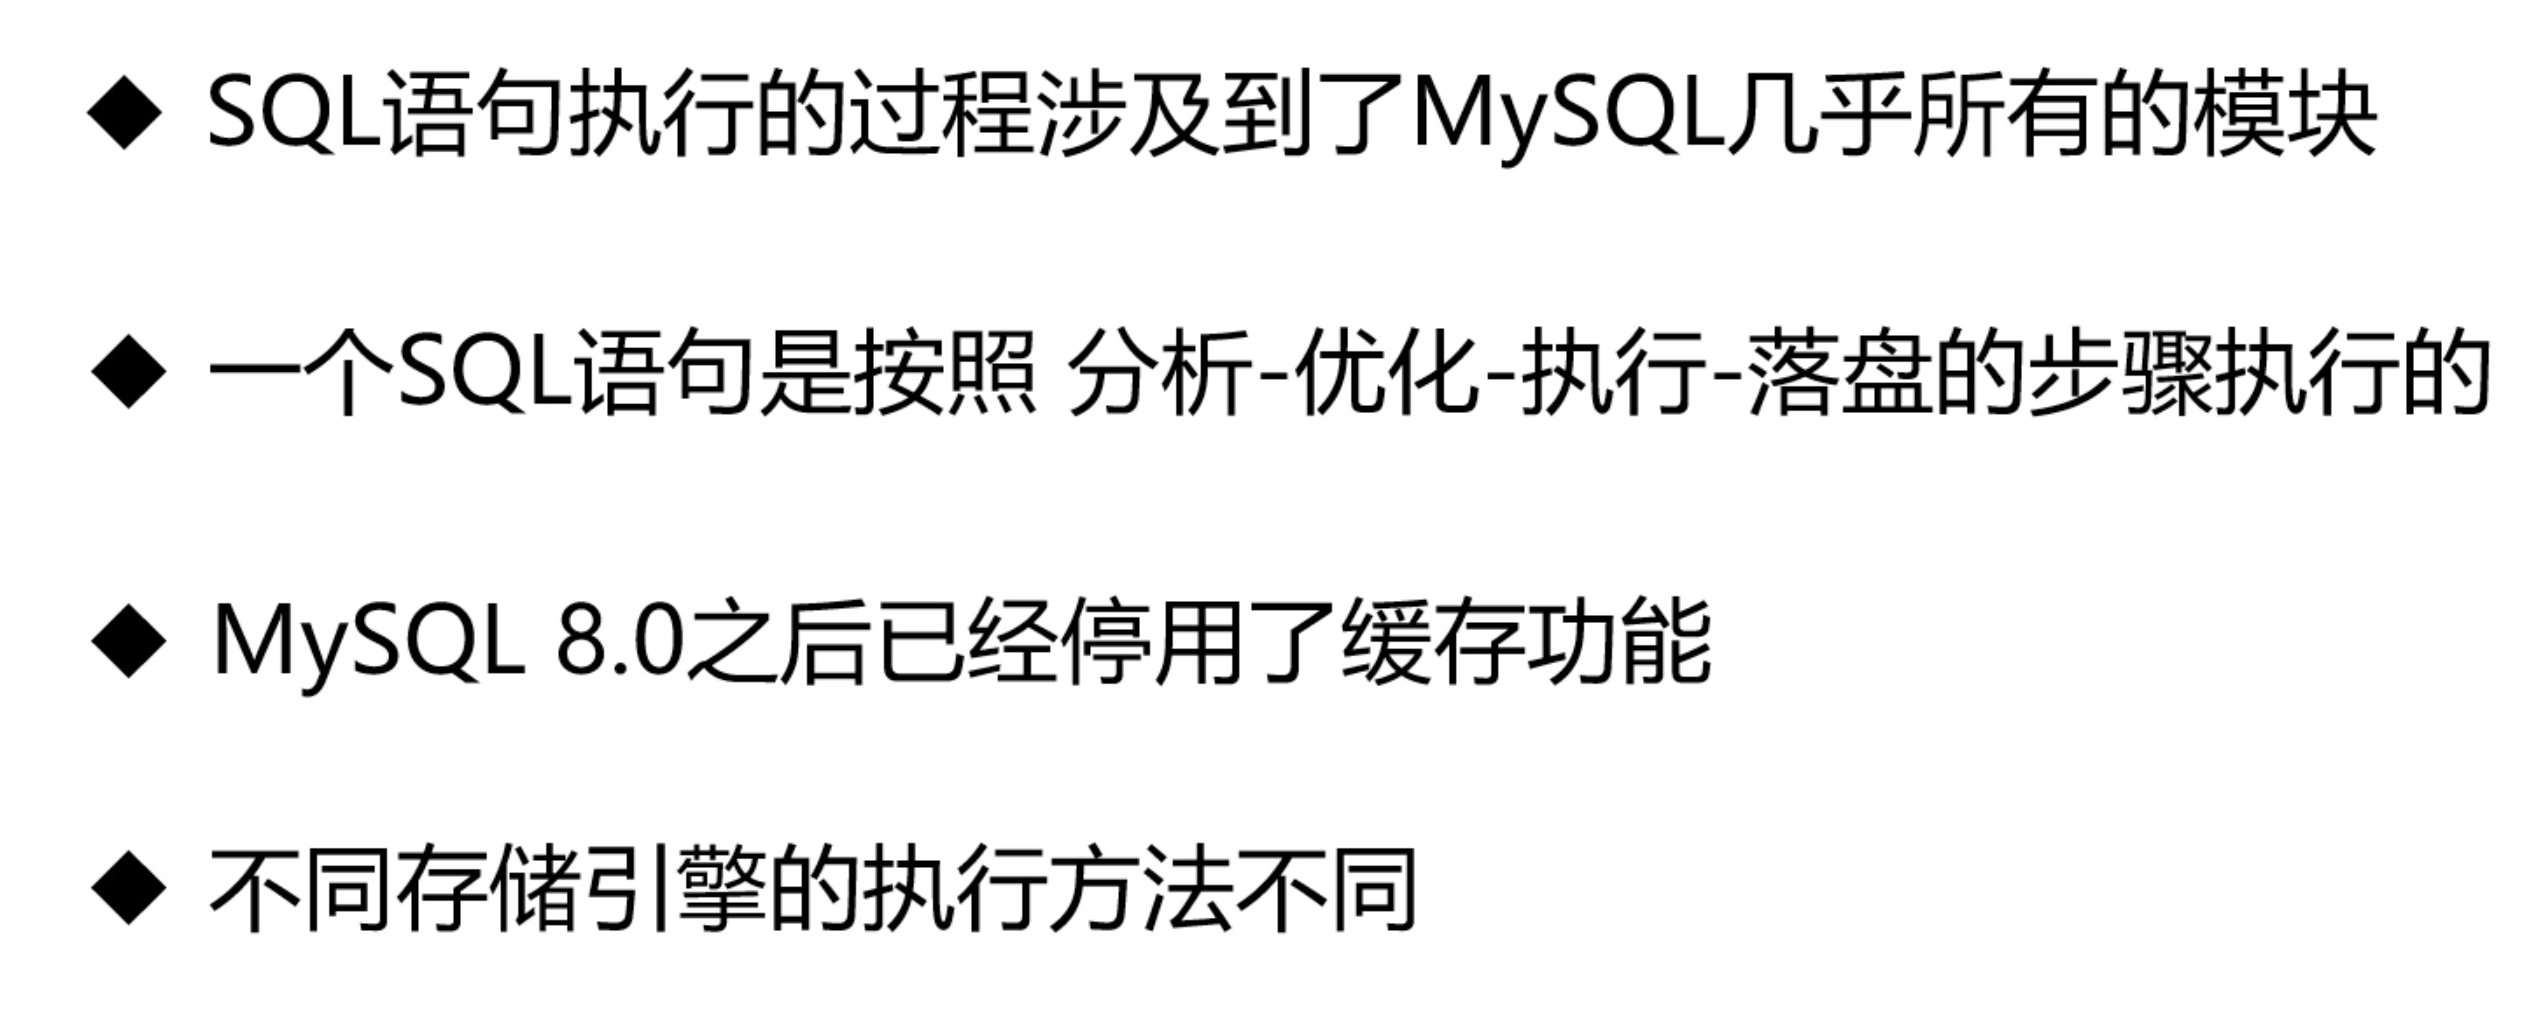 ◆ SQL语句执行的过程涉及到了MySQL几乎所有的模块
◆ 一个SQL语句是按照 分析-优化-执行-落盘的步骤执行的
◆ MySQL 8.0之后已经停用了缓存功能
◆ 不同存储引擎的执行方法不同